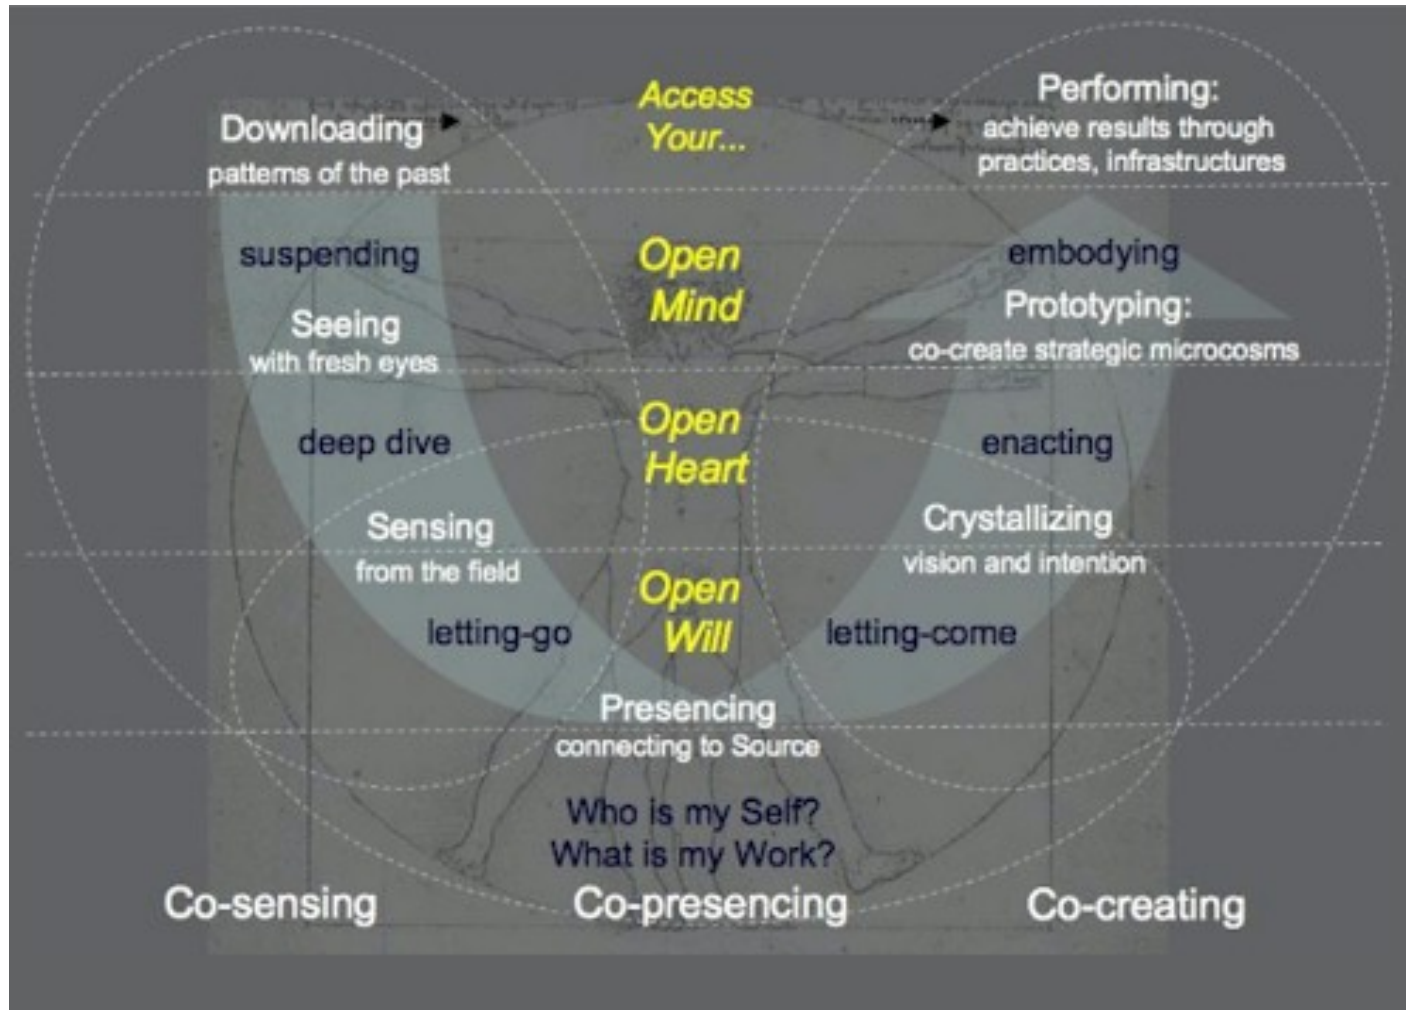 Access
Your...
Downloading
patterns of the past
Performing:
achieve results through
practices, infrastructures
suspending
Open
Mind
embodying
Seeing
with fresh eyes
Prototyping:
co-create strategic microcosms
deep dive
Open
Heart
enacting
Sensing
from the field
Crystallizing
vision and intention
letting-go
Open
Will
letting-come
Presencing
connecting to Source
Who is my Self?
What is my Work?
Co-sensing
Co-presencing
Co-creating